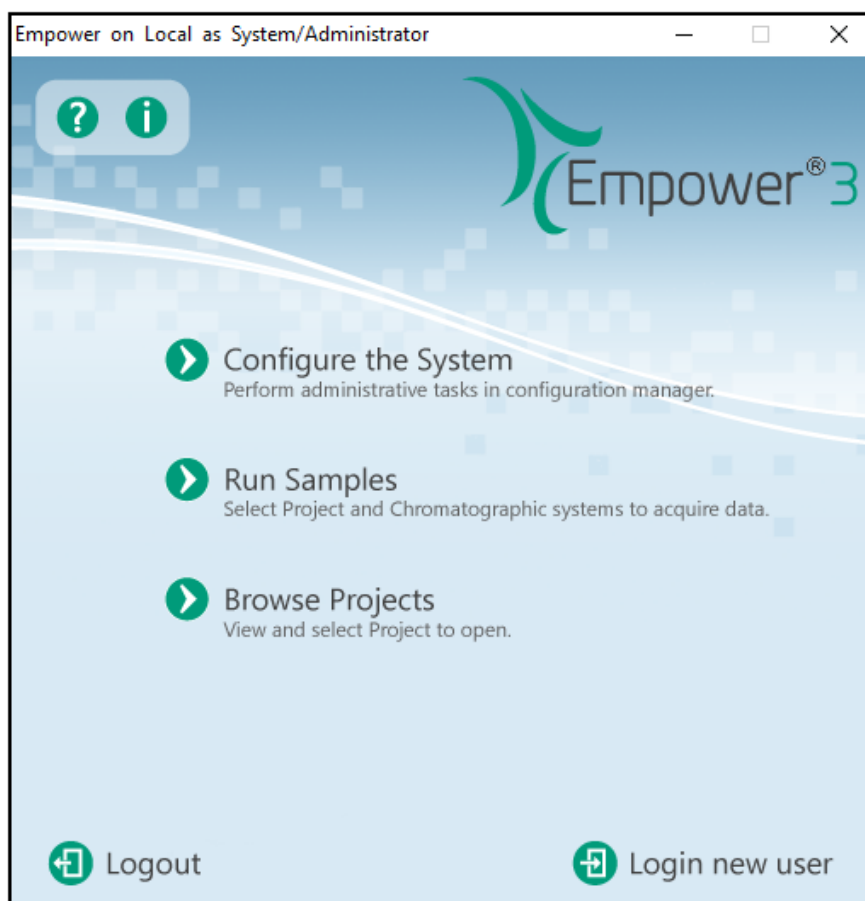 Empower on Local as System/Administrator
? i
Empower®3
Configure the System
Perform administrative tasks in configuration manager.
Run Samples
Select Project and Chromatographic systems to acquire data.
Browse Projects
View and select Project to open.
Logout
Login new user